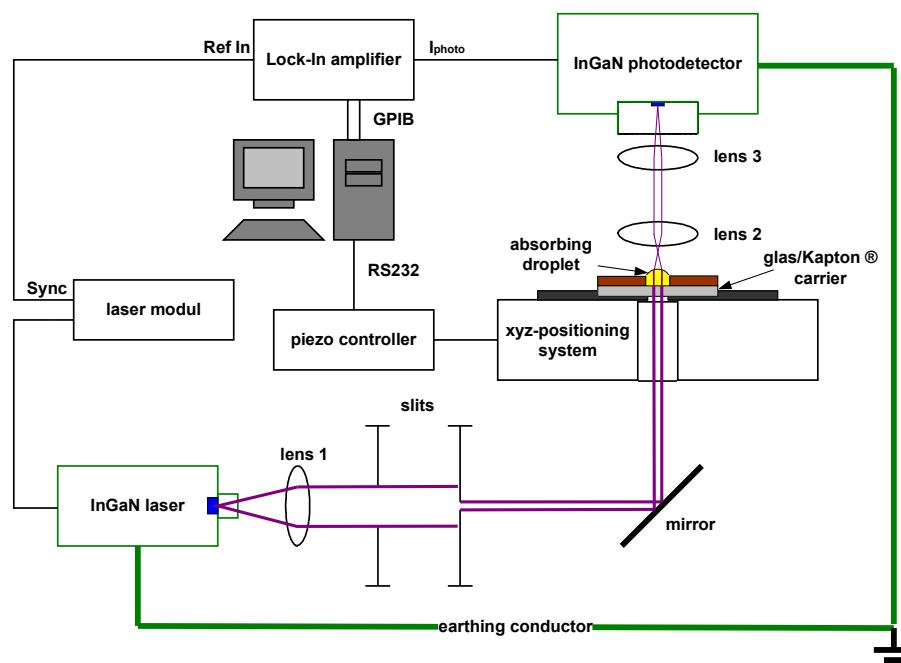 Ref In
Lock-In amplifier
Iphoto
InGaN photodetector
GPIB
lens 3
lens 2
absorbing
droplet
glas/Kapton ®
carrier
RS232
Sync
laser modul
piezo controller
xyz-positioning
system
slits
lens 1
InGaN laser
mirror
earthing conductor